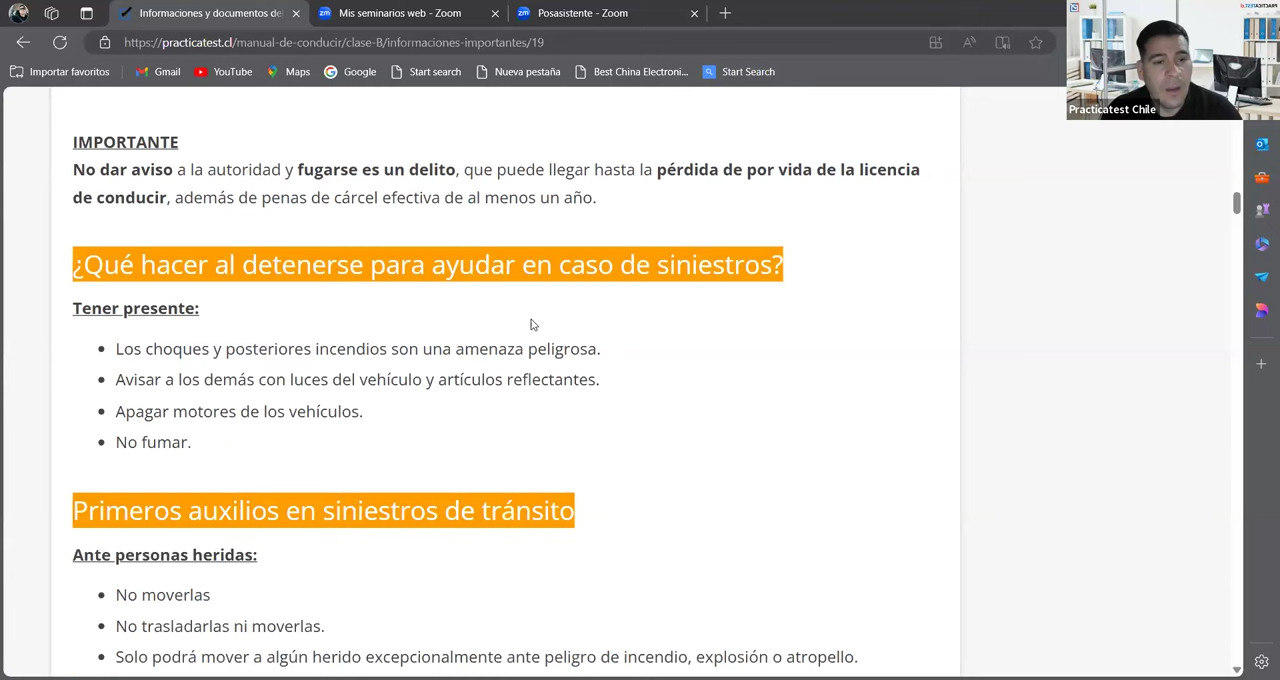 Informaciones y documentos del
Mis seminarios web - Zoom
Posasistente - Zoom
https://practicatest.cl/manual-de-conducir/clase-B/informaciones-importantes/19
Importar favoritos
Gmail
YouTube
Maps
Google
Start search
Nueva pestaña
Best China Electroni...
Start Search
Practicatest Chile
IMPORTANTE
No dar aviso a la autoridad y fugarse es un delito, que puede llegar hasta la pérdida de por vida de la licencia
de conducir, además de penas de cárcel efectiva de al menos un año.
¿Qué hacer al detenerse para ayudar en caso de siniestros?
Tener presente:
Los choques y posteriores incendios son una amenaza peligrosa.
Avisar a los demás con luces del vehículo y artículos reflectantes.
Apagar motores de los vehículos.
No fumar.
Primeros auxilios en siniestros de tránsito
Ante personas heridas:
No moverlas
No trasladarlas ni moverlas.
Solo podrá mover a algún herido excepcionalmente ante peligro de incendio, explosión o atropello.